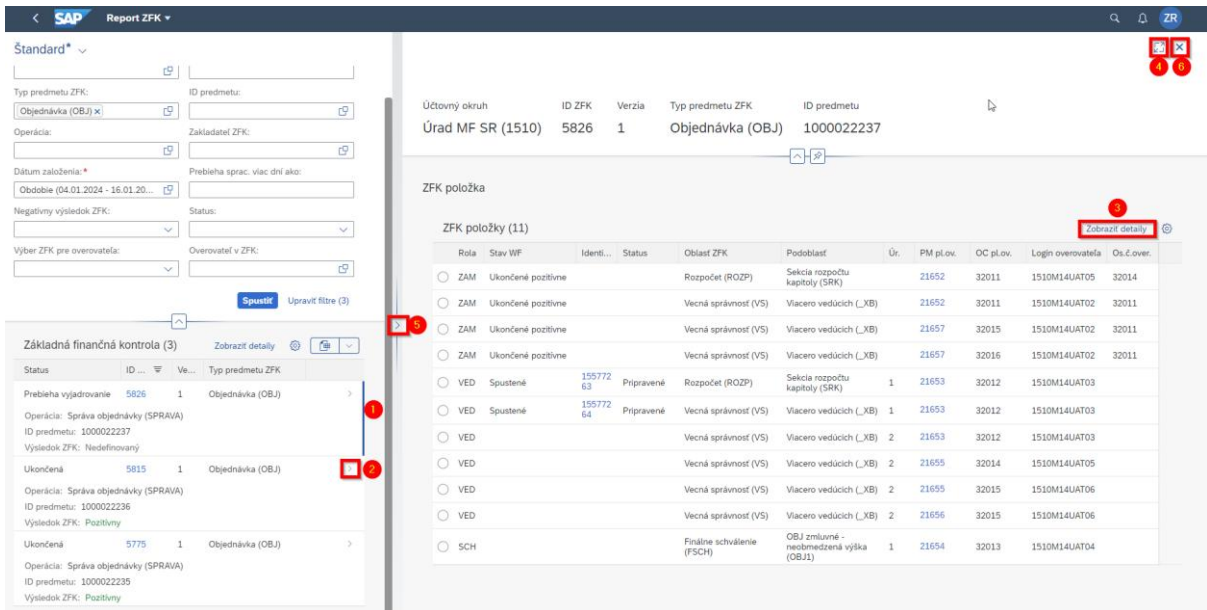 SAP Report ZFK
ZR
Štandard*
4 6
Typ predmetu ZFK: ID predmetu:
Objednávka (OBJ)
Operácia: Zakladateľ ZFK:
Dátum založenia:* Prebieha sprac. viac dní ako:
Obdobie (04.01.2024 - 16.01.20...
Negatívny výsledok ZFK: Status:
Výber ZFK pre overovateľa: Overovateľ v ZFK:
Spustiť Upraviť filtre (3)
5
Základná finančná kontrola (3) Zobraziť detaily
Status ID ... Ve... Typ predmetu ZFK
Prebieha vyjadrovanie 5826 1 Objednávka (OBJ)
1
Operácia: Správa objednávky (SPRAVA)
ID predmetu: 1000022237
Výsledok ZFK: Nedefinovaný
Ukončená 5815 1 Objednávka (OBJ)
2
Operácia: Správa objednávky (SPRAVA)
ID predmetu: 1000022236
Výsledok ZFK: Pozitívny
Ukončená 5775 1 Objednávka (OBJ)
Operácia: Správa objednávky (SPRAVA)
ID predmetu: 1000022235
Výsledok ZFK: Pozitívny
Účtovný okruh ID ZFK Verzia Typ predmetu ZFK ID predmetu
Úrad MF SR (1510) 5826 1 Objednávka (OBJ) 1000022237
ZFK položka
3
ZFK položky (11) Zobraziť detaily
Rola Stav WF Identi... Status Oblasť ZFK Podoblasť Úr. PM pl.ov. OC pl.ov. Login overovateľa Os.č.over.
ZAM Ukončené pozitívne Rozpočet (ROZP) Sekcia rozpočtu kapitoly (SRK) 21652 32011 1510M14UAT05 32014
ZAM Ukončené pozitívne Vecná správnosť (VS) Viacero vedúcich (_XB) 21652 32011 1510M14UAT02 32011
ZAM Ukončené pozitívne Vecná správnosť (VS) Viacero vedúcich (_XB) 21657 32015 1510M14UAT02 32011
ZAM Ukončené pozitívne Vecná správnosť (VS) Viacero vedúcich (_XB) 21657 32016 1510M14UAT02 32011
VED Spustené 15577263 Pripravené Rozpočet (ROZP) Sekcia rozpočtu kapitoly (SRK) 1 21653 32012 1510M14UAT03
VED Spustené 15577264 Pripravené Vecná správnosť (VS) Viacero vedúcich (_XB) 1 21653 32012 1510M14UAT03
VED Vecná správnosť (VS) Viacero vedúcich (_XB) 2 21653 32012 1510M14UAT03
VED Vecná správnosť (VS) Viacero vedúcich (_XB) 2 21655 32014 1510M14UAT05
VED Vecná správnosť (VS) Viacero vedúcich (_XB) 2 21655 32015 1510M14UAT06
VED Vecná správnosť (VS) Viacero vedúcich (_XB) 2 21656 32015 1510M14UAT06
SCH Finálne schválenie (FSCH) OBJ zmluvné - neobmedzená výška (OBJ1) 1 21654 32013 1510M14UAT04